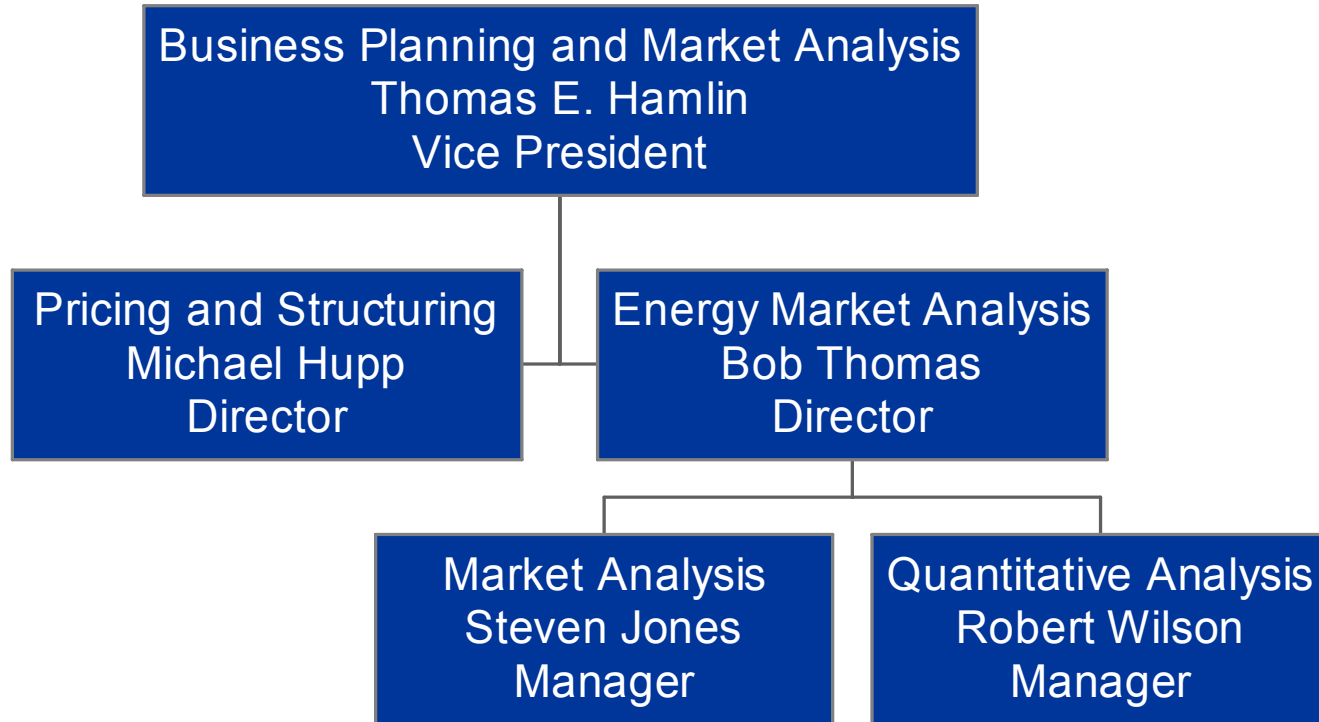 Business Planning and Market Analysis
Thomas E. Hamlin
Vice President
Pricing and Structuring
Michael Hupp
Director
Energy Market Analysis
Bob Thomas
Director
Market Analysis
Steven Jones
Manager
Quantitative Analysis
Robert Wilson
Manager